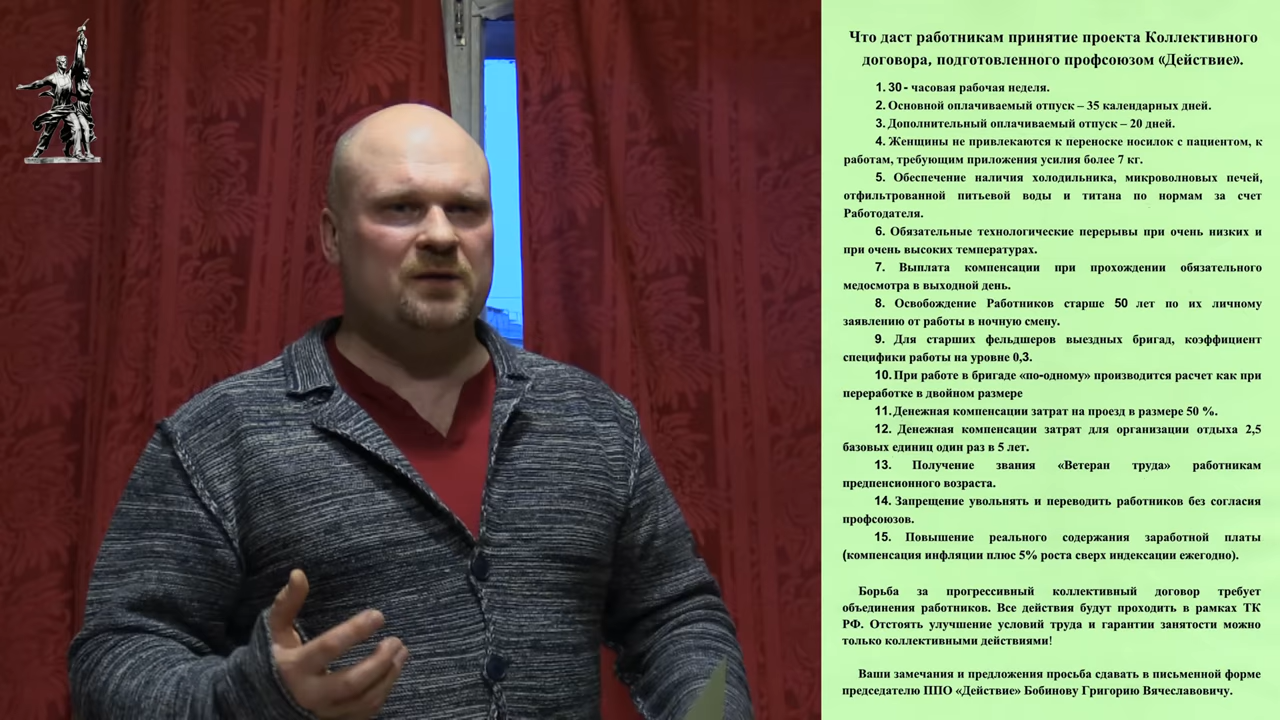 Что даст работникам принятие проекта Коллективного
договора, подготовленного профсоюзом «Действие».
1. 30 - часовая рабочая неделя.
2. Основной оплачиваемый отпуск – 35 календарных дней.
3. Дополнительный оплачиваемый отпуск – 20 дней.
4. Женщины не привлекаются к переноске носилок с пациентом, к
работам, требующим приложения усилия более 7 кг.
5. Обеспечение наличия холодильника, микроволновых печей,
отфильтрованной питьевой воды и титана по нормам за счет
Работодателя.
6. Обязательные технологические перерывы при очень низких и
при очень высоких температурах.
7. Выплата компенсации при прохождении обязательного
медосмотра в выходной день.
8. Освобождение Работников старше 50 лет по их личному
заявлению от работы в ночную смену.
9. Для старших фельдшеров выездных бригад, коэффициент
специфики работы на уровне 0,3.
10. При работе в бригаде «по-одному» производится расчет как при
переработке в двойном размере
11. Денежная компенсации затрат на проезд в размере 50 %.
12. Денежная компенсации затрат для организации отдыха 2,5
базовых единиц один раз в 5 лет.
13. Получение звания «Ветеран труда» работникам
предпенсионного возраста.
14. Запрещение увольнять и переводить работников без согласия
профсоюзов.
15. Повышение реального содержания заработной платы
(компенсация инфляции плюс 5% роста сверх индексации ежегодно).
Борьба за прогрессивный коллективный договор требует
объединения работников. Все действия будут проходить в рамках ТК
РФ. Отстоять улучшение условий труда и гарантии занятости можно
только коллективными действиями!
Ваши замечания и предложения просьба сдавать в письменной форме
председателю ППО «Действие» Бобинову Григорию Вячеславовичу.